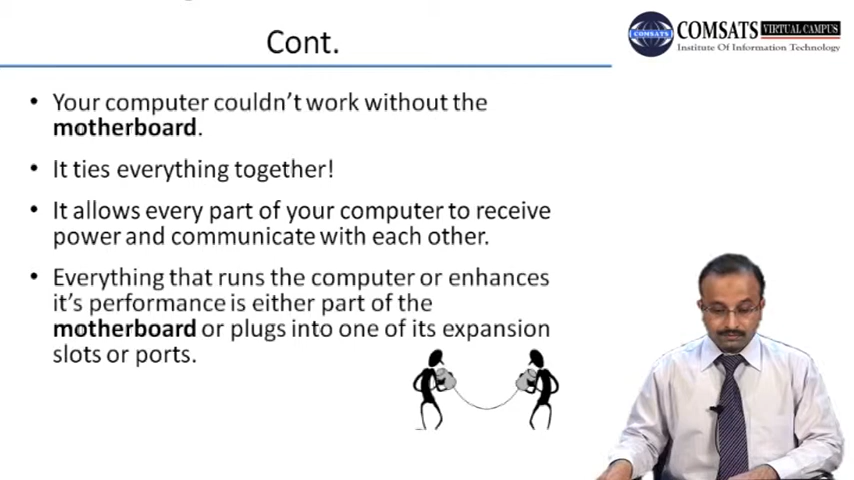 Cont.
COMSATS VIRTUAL CAMPUS
COMSATS Institute Of Information Technology
• Your computer couldn't work without the
motherboard.
• It ties everything together!
• It allows every part of your computer to receive
power and communicate with each other.
• Everything that runs the computer or enhances
it's performance is either part of the
motherboard or plugs into one of its expansion
slots or ports.